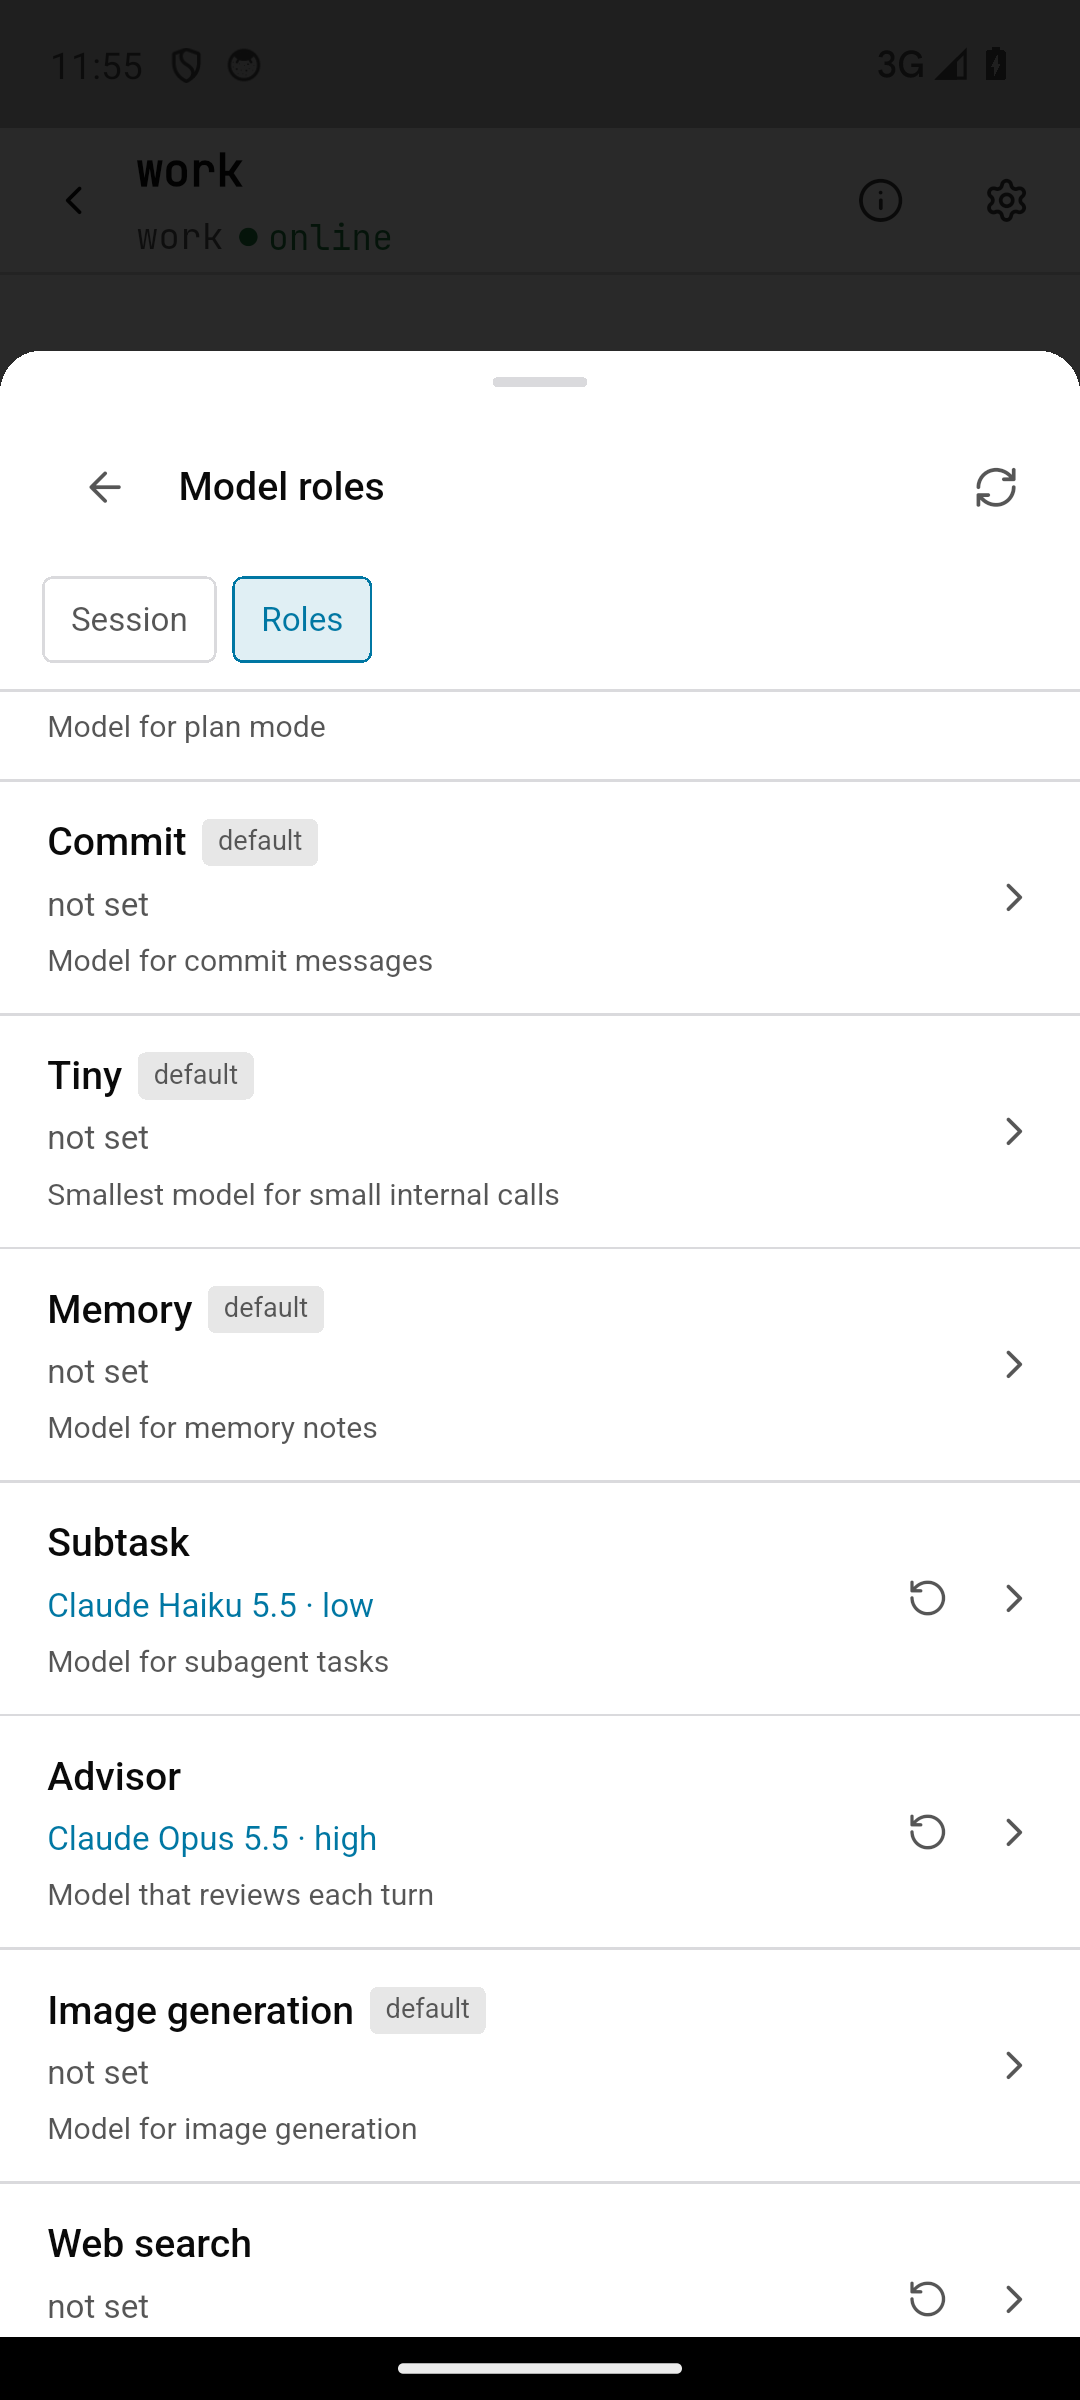 11:55
3G
work
work ● online
Model roles
Session
Roles
Model for plan mode
Commit default
not set
Model for commit messages
Tiny default
not set
Smallest model for small internal calls
Memory default
not set
Model for memory notes
Subtask
Claude Haiku 5.5 · low
Model for subagent tasks
Advisor
Claude Opus 5.5 · high
Model that reviews each turn
Image generation default
not set
Model for image generation
Web search
not set